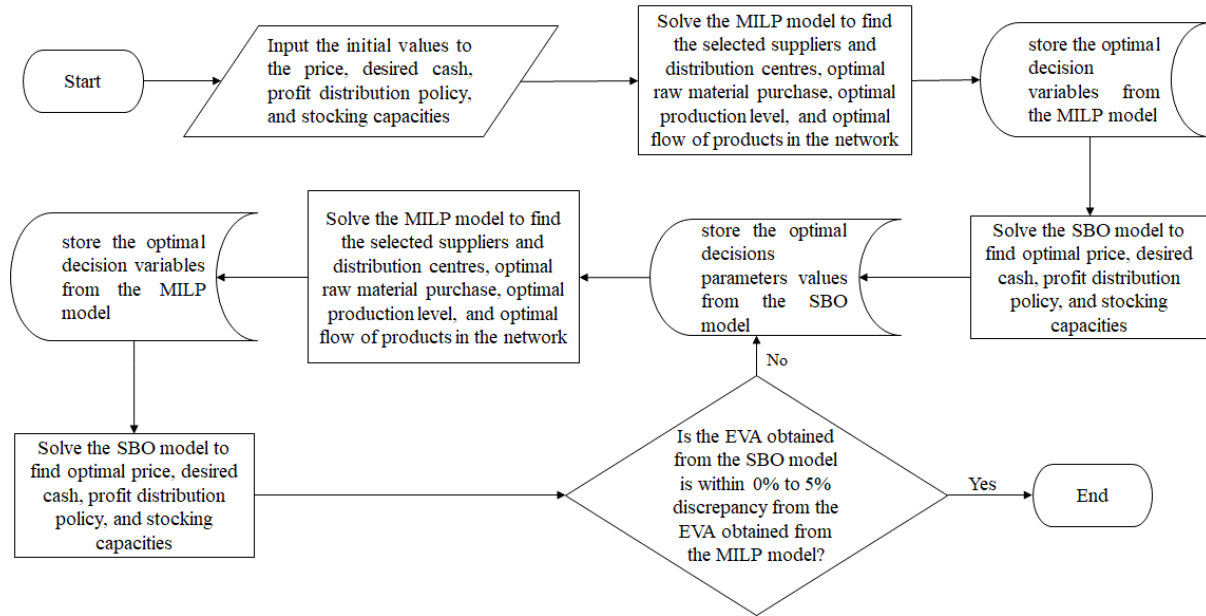 Start
Input the initial values to
the price, desired cash,
profit distribution policy,
and stocking capacities
Solve the MILP model to find
the selected suppliers and
distribution centres, optimal
raw material purchase, optimal
production level, and optimal
flow of products in the network
store the optimal
decision
variables from
the MILP model
Solve the SBO model to
find optimal price, desired
cash, profit distribution
policy, and stocking
capacities
store the optimal
decisions
parameters values
from the SBO
model
Solve the MILP model to find
the selected suppliers and
distribution centres, optimal
raw material purchase, optimal
production level, and optimal
flow of products in the network
store the optimal
decision variables
from the MILP
model
Solve the SBO model to
find optimal price, desired
cash, profit distribution
policy, and stocking
capacities
Is the EVA obtained
from the SBO model
is within 0% to 5%
discrepancy from the
EVA obtained from
the MILP model?
No
Yes
End